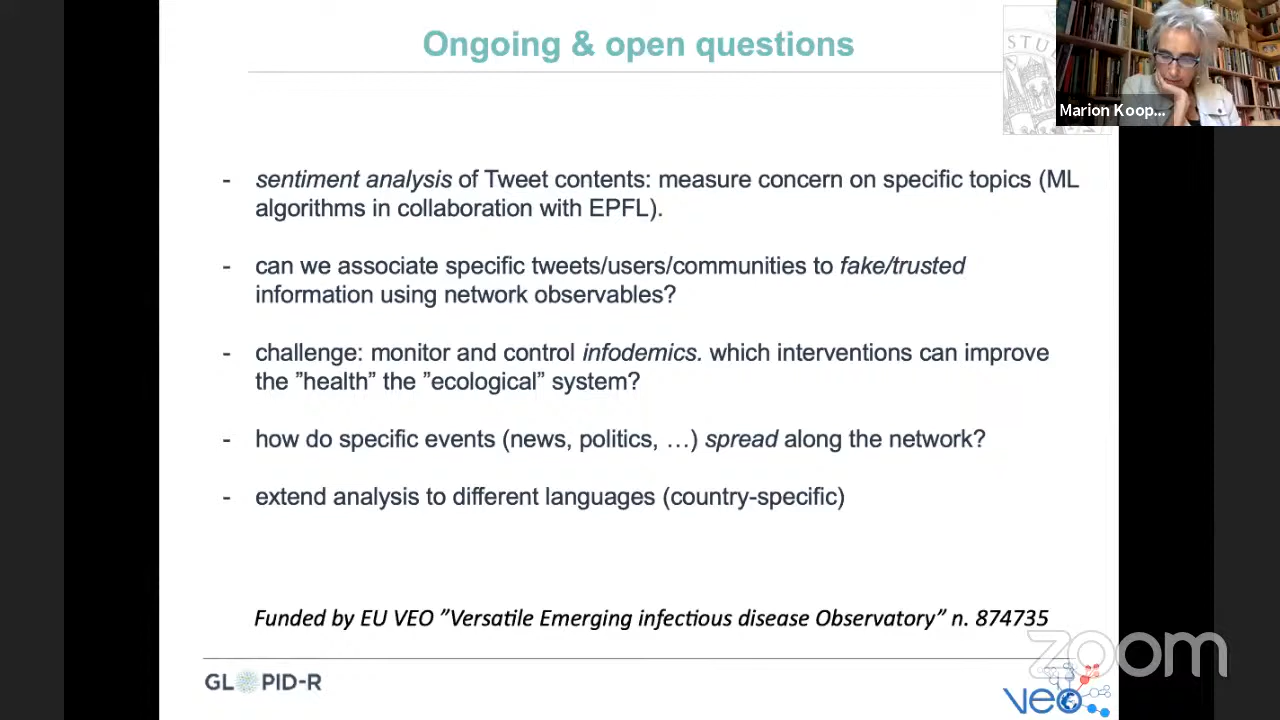 Ongoing & open questions
STU
Marion Koop...
- sentiment analysis of Tweet contents: measure concern on specific topics (ML
algorithms in collaboration with EPFL).
- can we associate specific tweets/users/communities to fake/trusted
information using network observables?
- challenge: monitor and control infodemics. which interventions can improve
the ”health” the ”ecological” system?
- how do specific events (news, politics, …) spread along the network?
- extend analysis to different languages (country-specific)
Funded by EU VEO ”Versatile Emerging infectious disease Observatory” n. 874735
zoom
GLOPID-R
veo